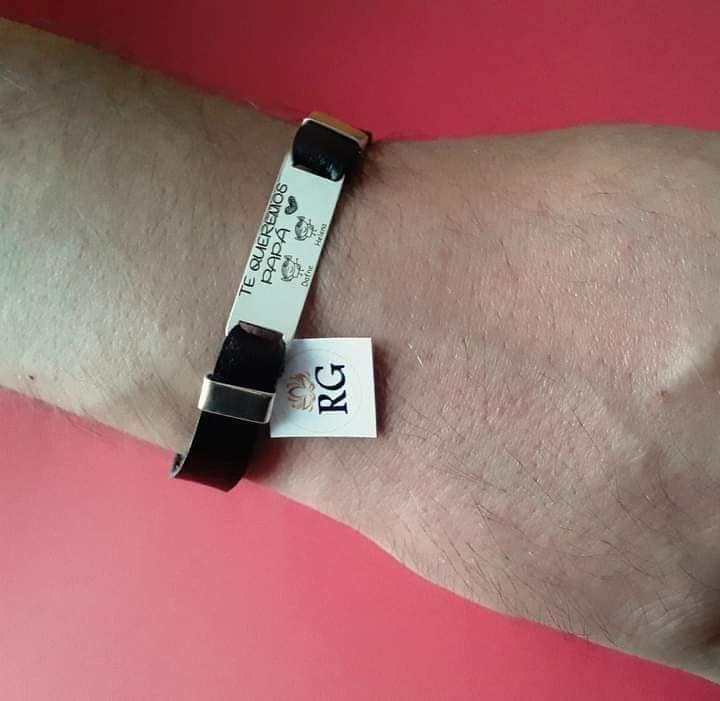 TE QUEREMOS
PAPÁ
Dafne
Helena
RG